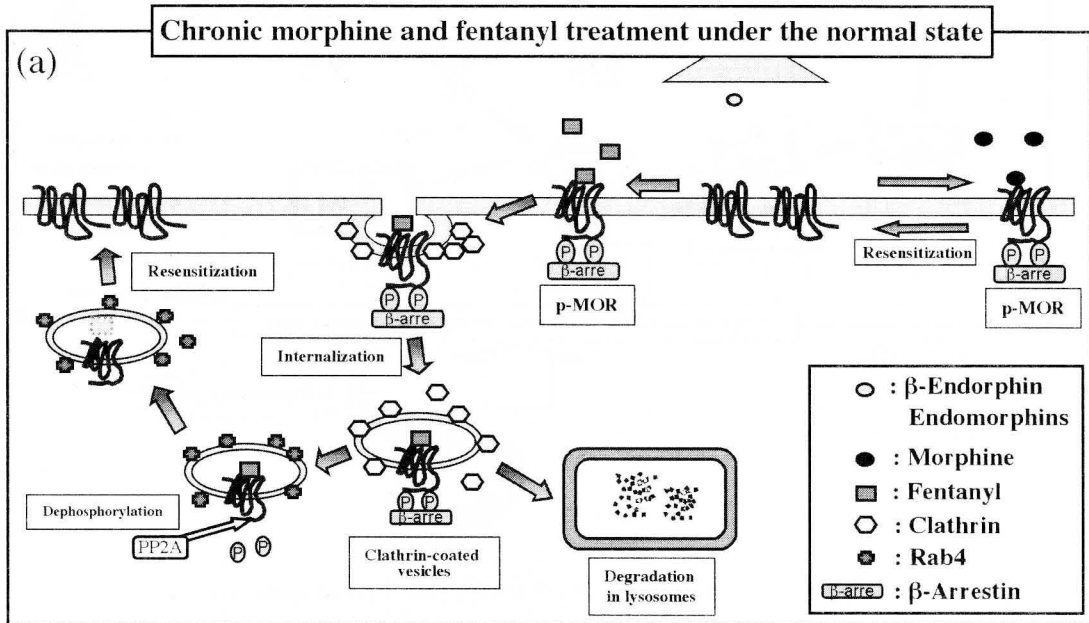 Chronic morphine and fentanyl treatment under the normal state
(a)
Resensitization
P P
β-arre
p-MOR
Resensitization
P P
β-arre
p-MOR
P P
β-arre
Internalization
Dephosphorylation
PP2A
P P
P P
β-arre
Clathrin-coated
vesicles
Degradation
in lysosomes
: β-Endorphin
Endomorphins
: Morphine
: Fentanyl
: Clathrin
: Rab4
β-arre : β-Arrestin